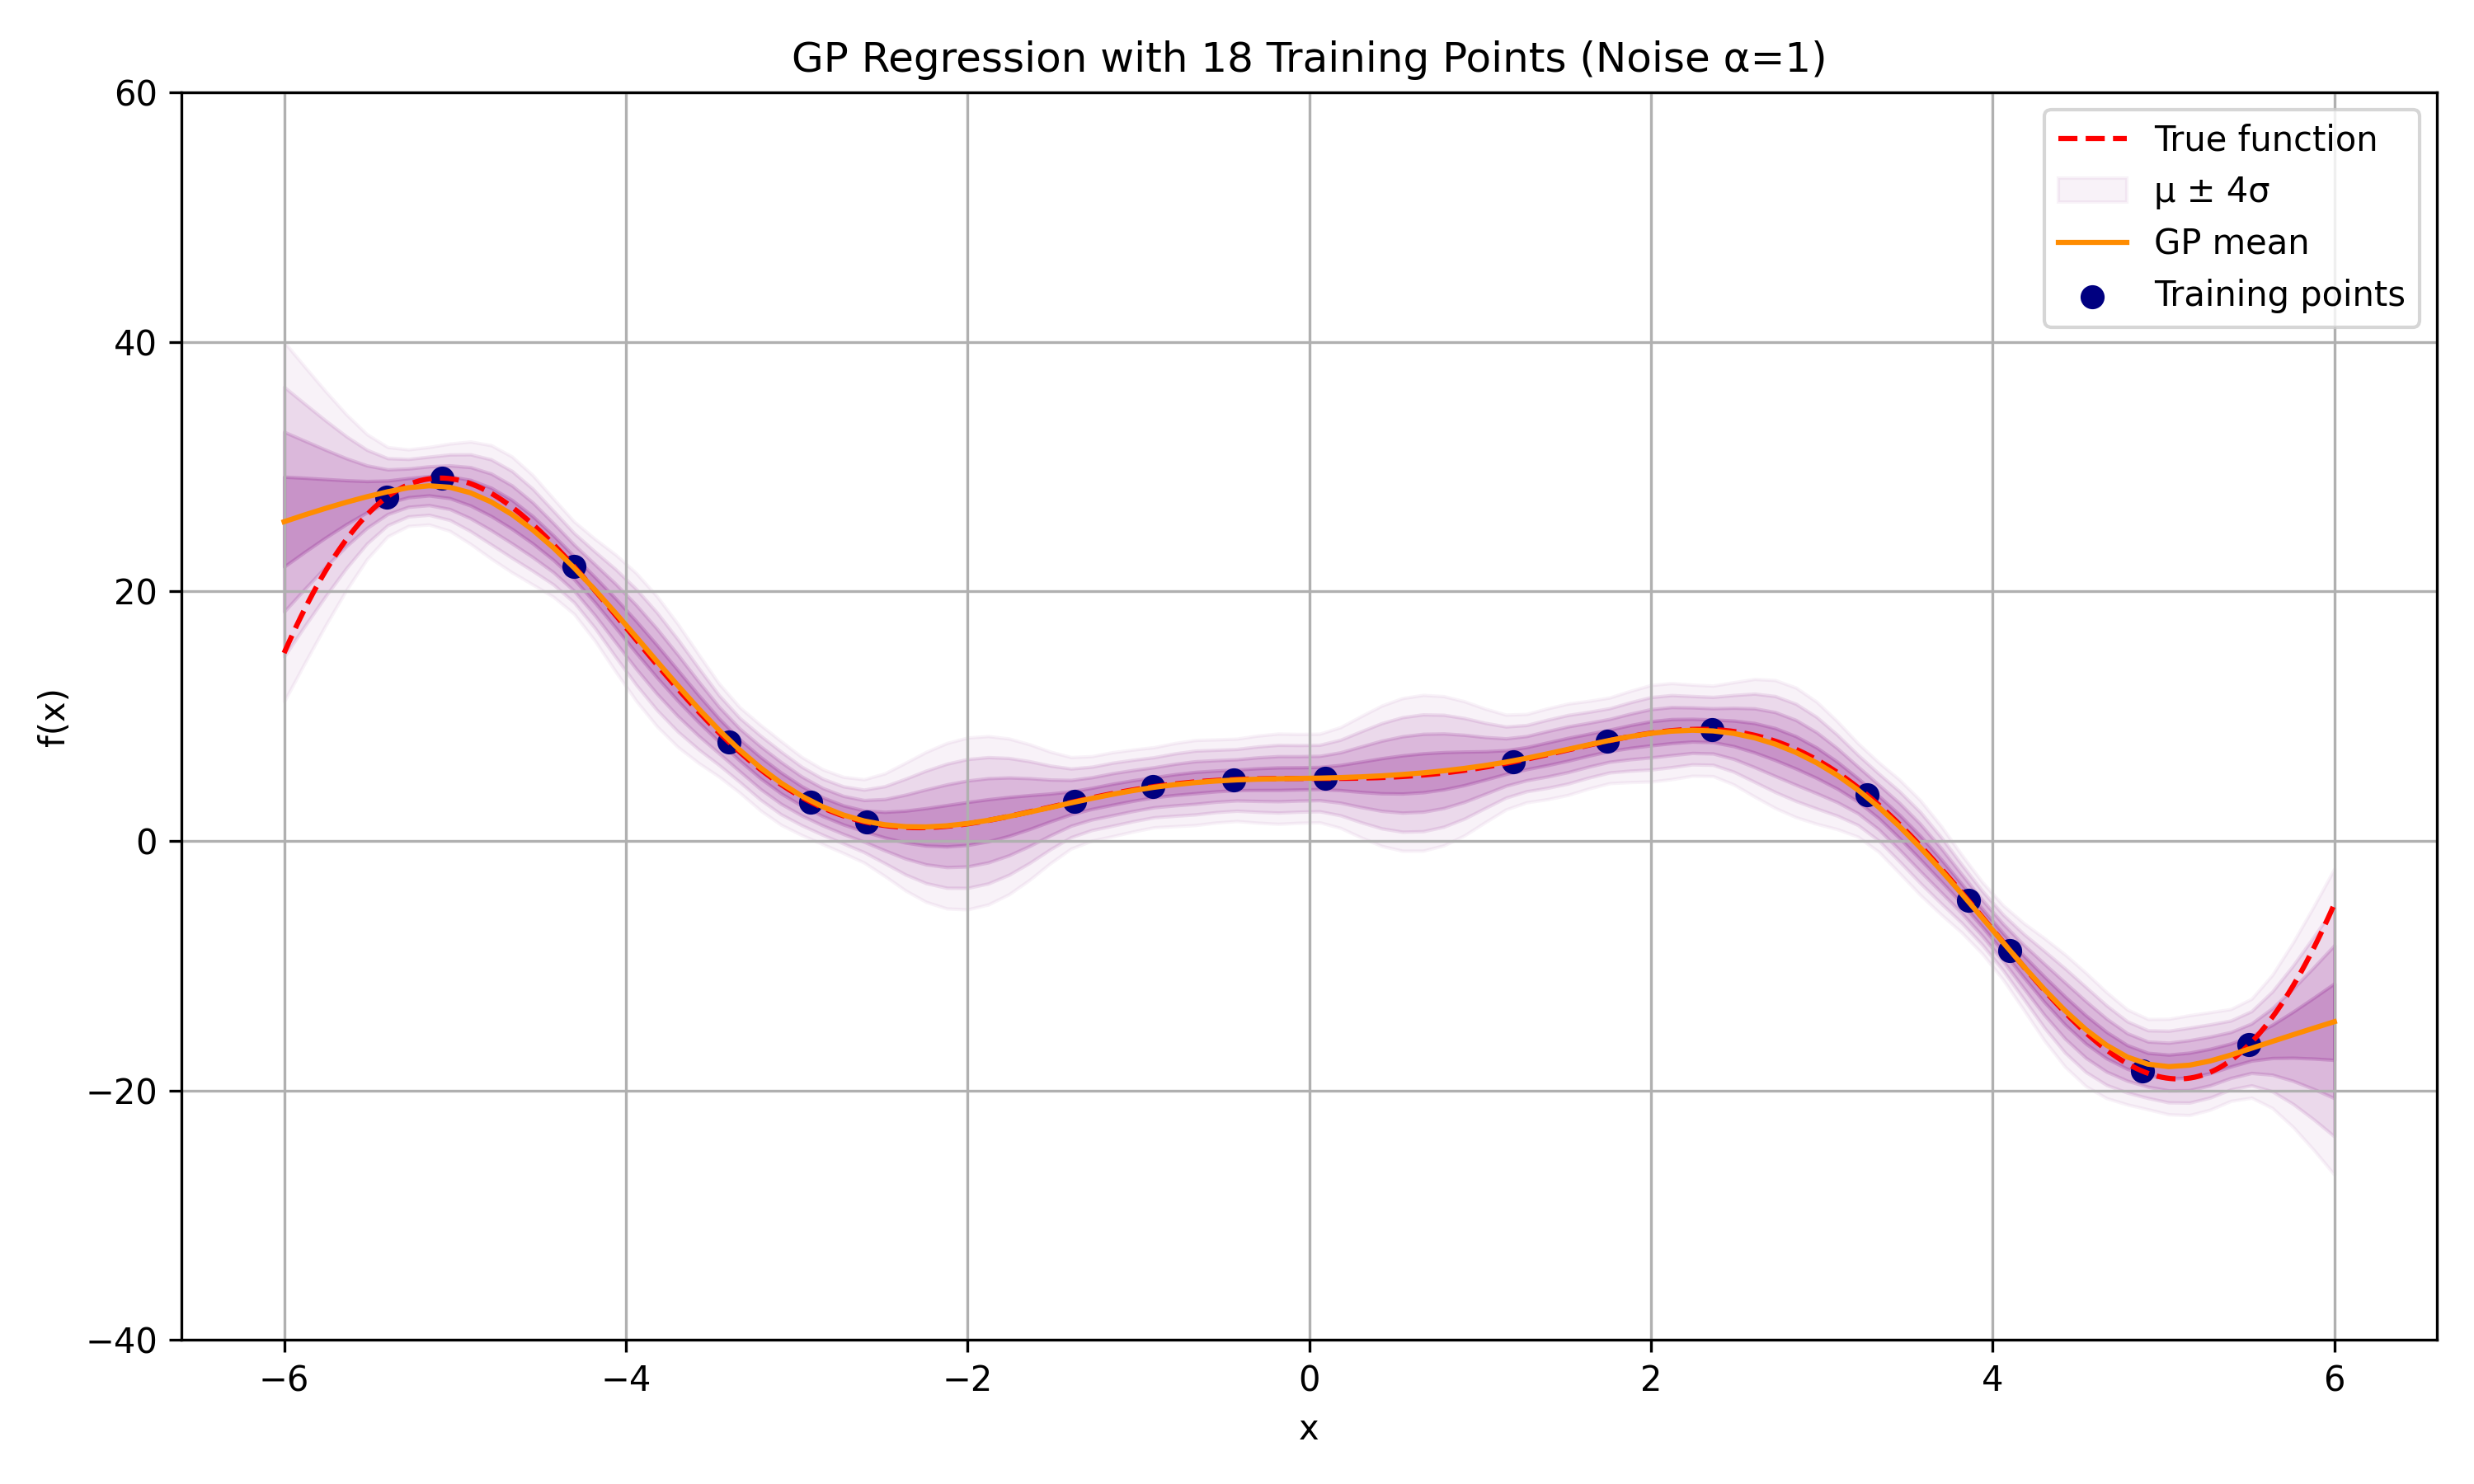 GP Regression with 18 Training Points (Noise α=1)
60
40
20
0
−20
−40
f(x)
True function
μ ± 4σ
GP mean
Training points
−6
−4
−2
0
2
4
6
x